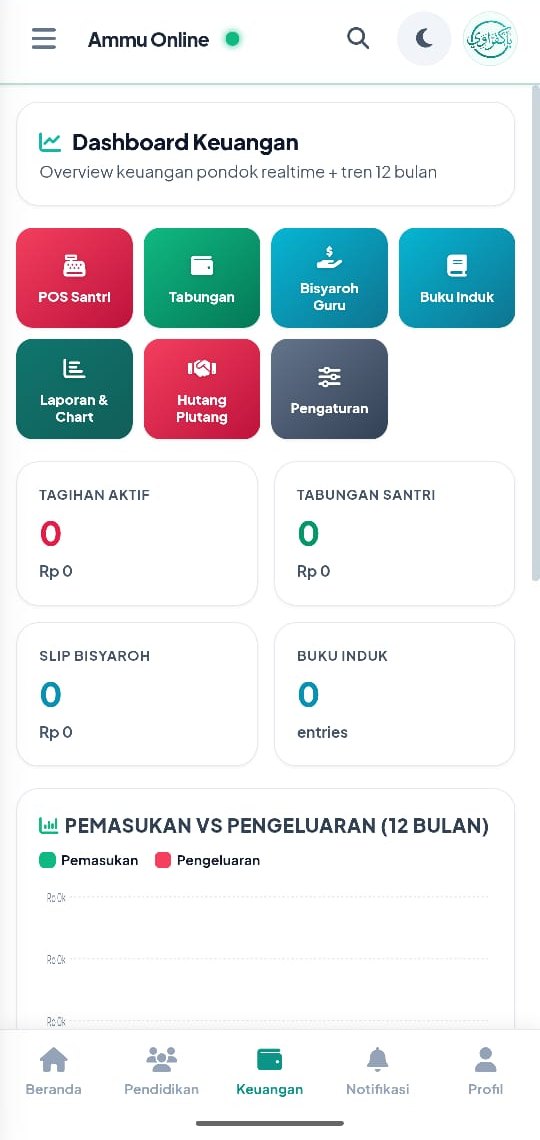 Ammu Online
Dashboard Keuangan
Overview keuangan pondok realtime + tren 12 bulan
POS Santri
Tabungan
Bisyaroh
Guru
Buku Induk
Laporan &
Chart
Hutang
Piutang
Pengaturan
TAGIHAN AKTIF
0
Rp 0
TABUNGAN SANTRI
0
Rp 0
SLIP BISYAROH
0
Rp 0
BUKU INDUK
0
entries
PEMASUKAN VS PENGELUARAN (12 BULAN)
Pemasukan
Pengeluaran
Rp 0k
Rp 0k
Rp 0k
Beranda
Pendidikan
Keuangan
Notifikasi
Profil